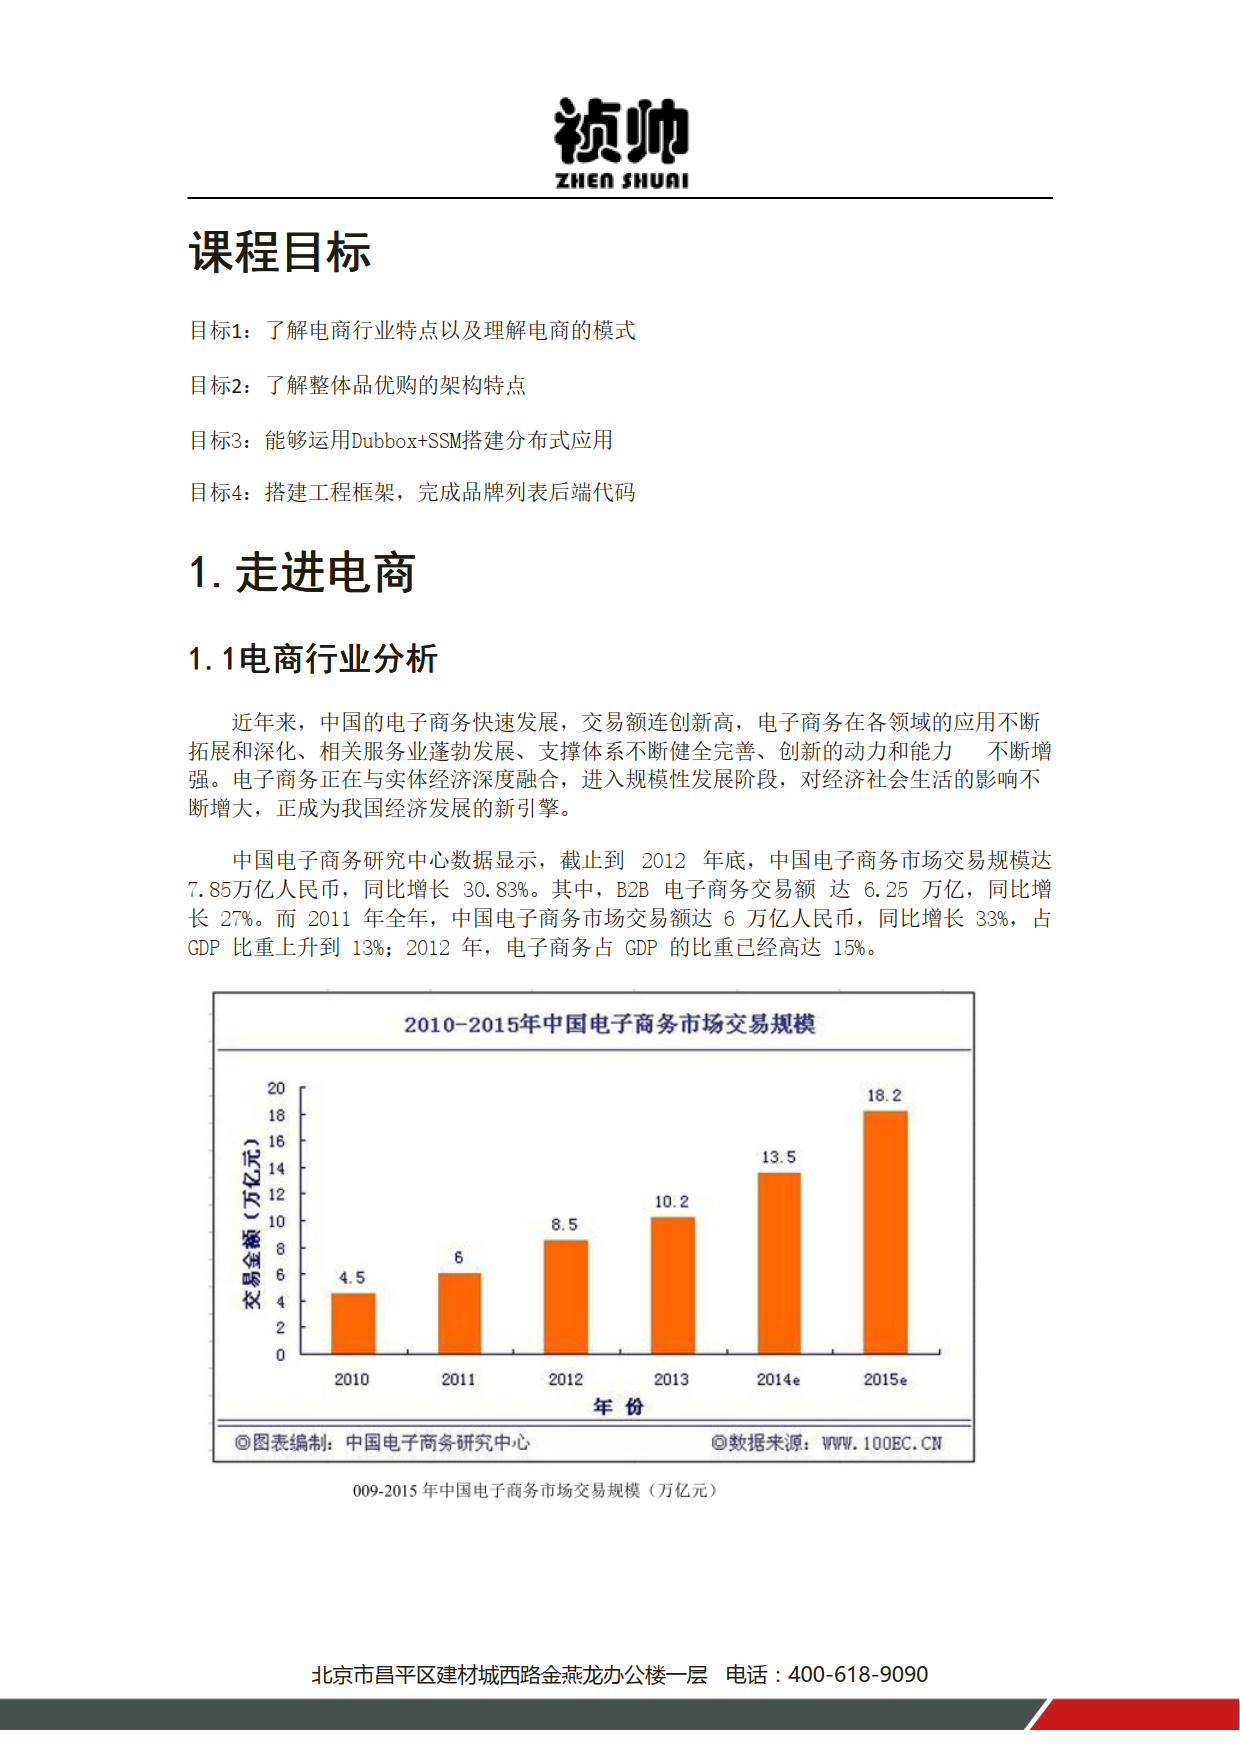 祯帅
ZHEN SHUAI
课程目标
目标1：了解电商行业特点以及理解电商的模式
目标2：了解整体品优购的架构特点
目标3：能够运用Dubbox+SSM搭建分布式应用
目标4：搭建工程框架，完成品牌列表后端代码
1.走进电商
1.1电商行业分析
近年来，中国的电子商务快速发展，交易额连创新高，电子商务在各领域的应用不断
拓展和深化、相关服务业蓬勃发展、支撑体系不断健全完善、创新的动力和能力 不断增
强。电子商务正在与实体经济深度融合，进入规模性发展阶段，对经济社会生活的影响不
断增大，正成为我国经济发展的新引擎。
中国电子商务研究中心数据显示，截止到 2012 年底，中国电子商务市场交易规模达
7.85万亿人民币，同比增长 30.83%。其中，B2B 电子商务交易额 达 6.25 万亿，同比增
长 27%。而 2011 年全年，中国电子商务市场交易额达 6 万亿人民币，同比增长 33%，占
GDP 比重上升到 13%；2012 年，电子商务占 GDP 的比重已经高达 15%。
2010-2015年中国电子商务市场交易规模
交易金额（万亿元）
20
18
16
14
12
10
8
6
4
2
0
4.5
6
8.5
10.2
13.5
18.2
2010 2011 2012 2013 2014e 2015e
年 份
◎图表编制：中国电子商务研究中心 ◎数据来源：WWW.100EC.CN
009-2015 年中国电子商务市场交易规模（万亿元）
北京市昌平区建材城西路金燕龙办公楼一层 电话：400-618-9090